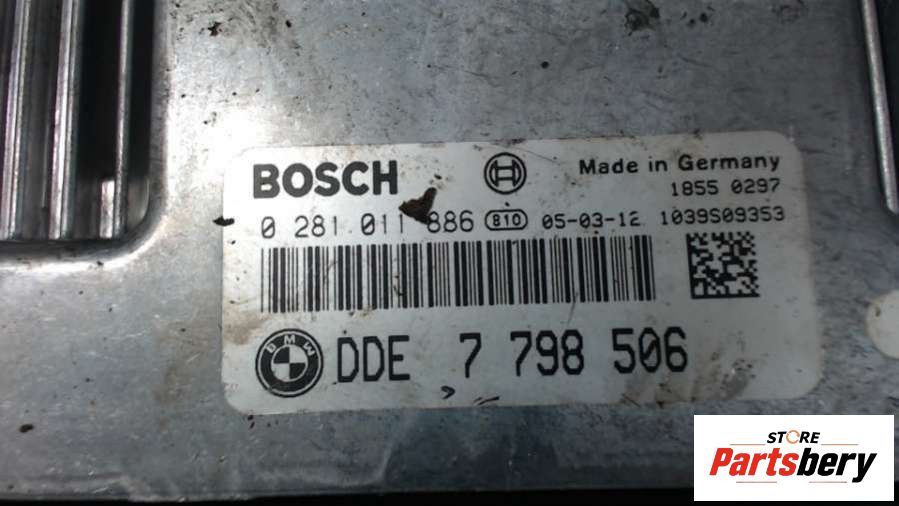 BOSCH
Made in Germany
1855 0297
0 281 011 886 810 05-03-12 1039S09353
BMW
DDE 7 798 506
STORE
Partsbery